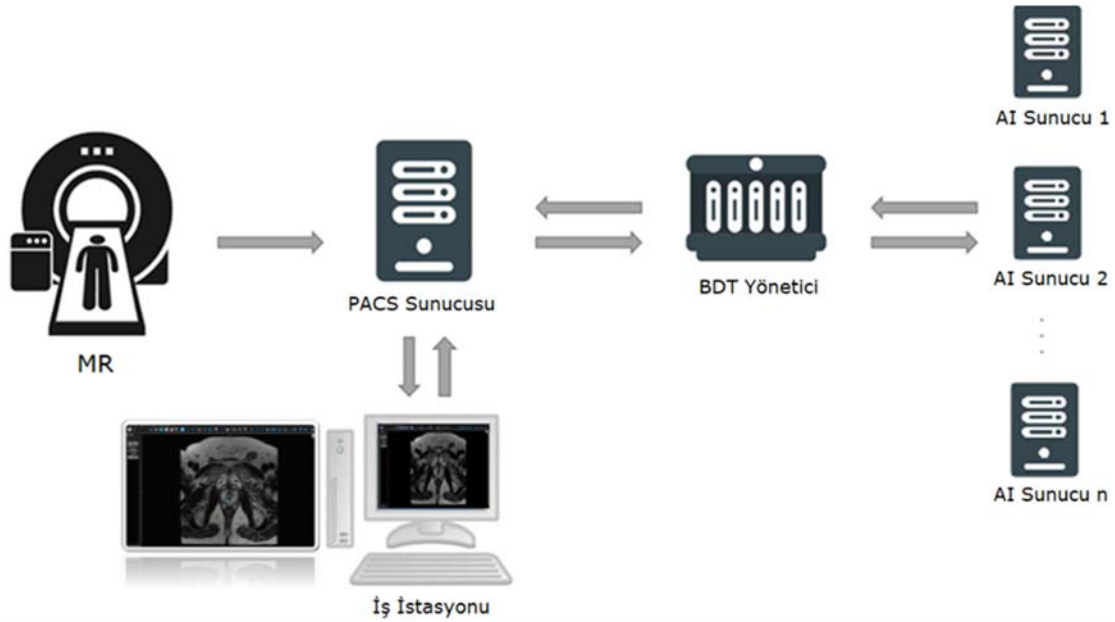 AI Sunucu 1
MR
PACS Sunucusu
BDT Yönetici
AI Sunucu 2
AI Sunucu n
İş İstasyonu